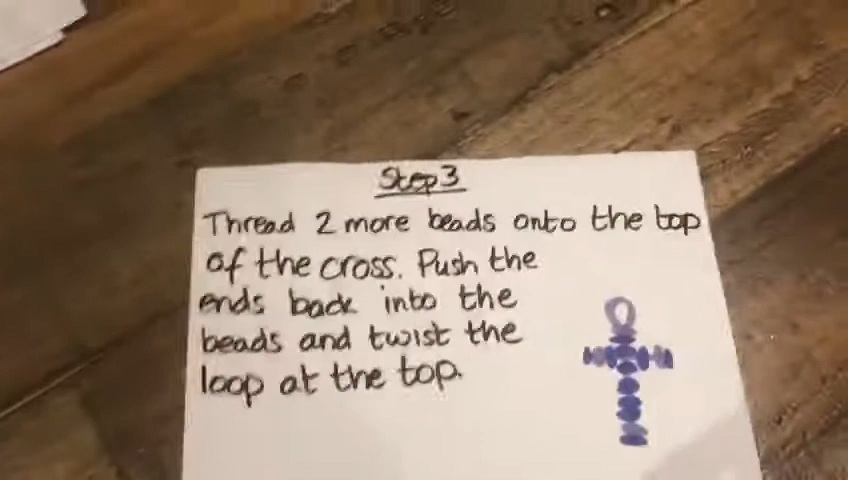 Step 3
Thread 2 more beads onto the top
of the cross. Push the
ends back into the
beads and twist the
loop at the top.